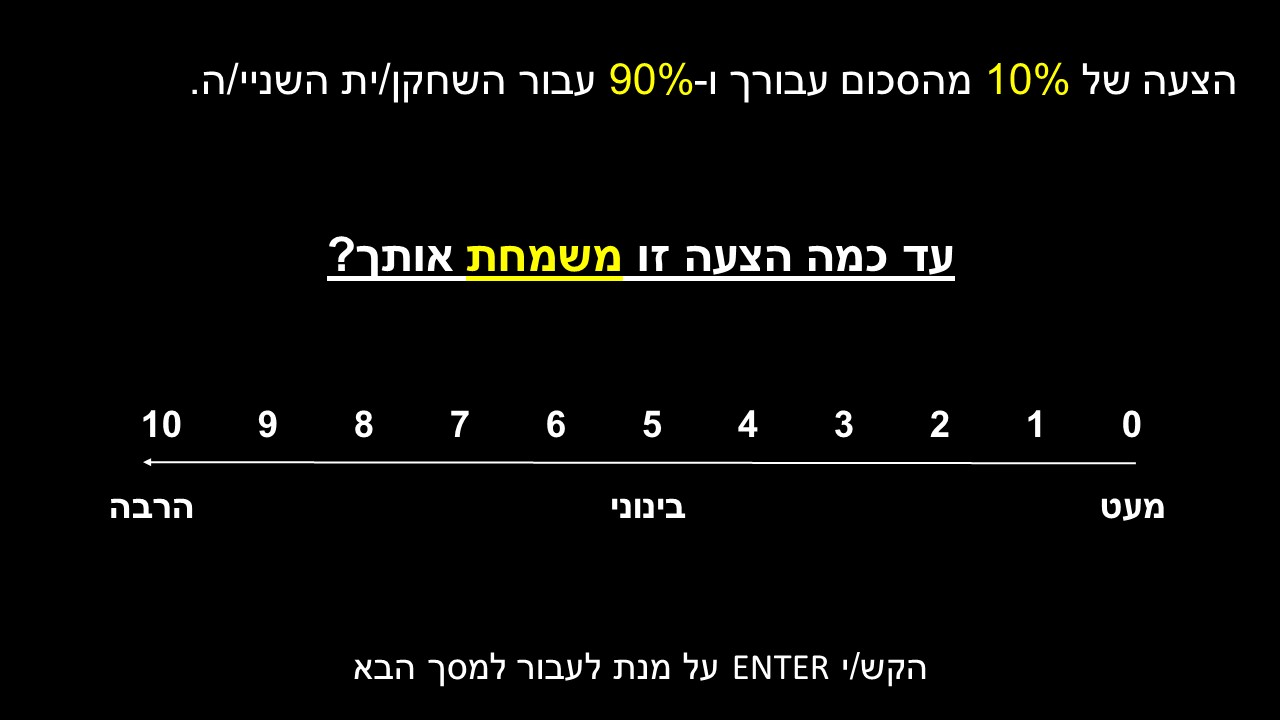 הצעה של 10% מהסכום עבורך ו-90% עבור השחקן/ית השניי/ה.
עד כמה הצעה זו משמחת אותך?
0 1 2 3 4 5 6 7 8 9 10
מעט בינוני הרבה
הקש/י ENTER על מנת לעבור למסך הבא